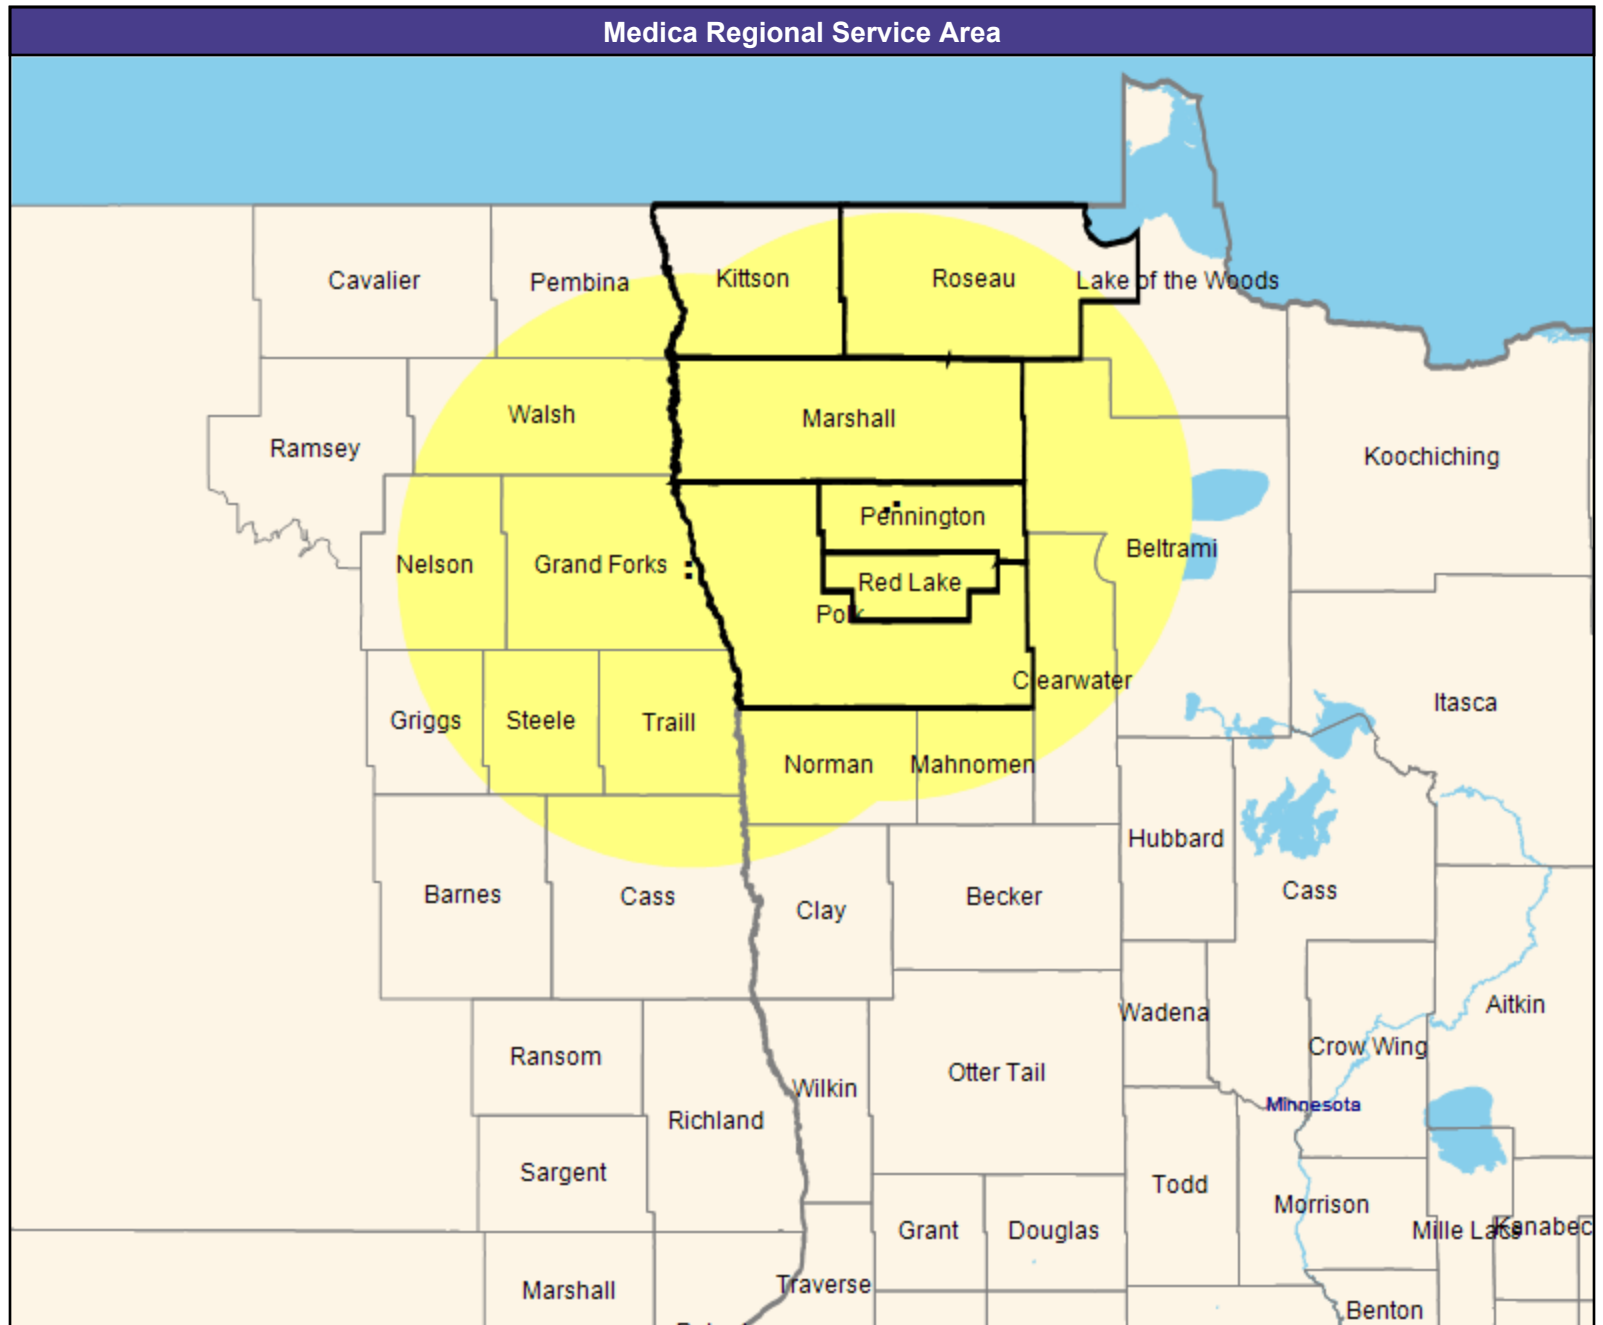 Medica Regional Service Area
Cavalier
Pembina
Kittson
Roseau
Lake of the Woods
Walsh
Marshall
Ramsey
Koochiching
Pennington
Beltrami
Nelson
Grand Forks
Red Lake
Polk
Clearwater
Griggs
Steele
Traill
Itasca
Norman
Mahnomen
Hubbard
Barnes
Cass
Clay
Becker
Cass
Wadena
Aitkin
Ransom
Crow Wing
Otter Tail
Wilkin
Minnesota
Richland
Sargent
Todd
Morrison
Grant
Douglas
Mille Lacs
Kanabec
Marshall
Traverse
Benton